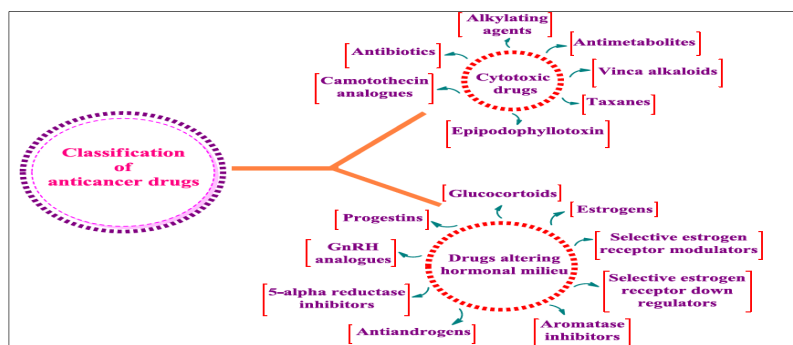 Classification
of
anticancer drugs
Cytotoxic
drugs
Alkylating
agents
Antimetabolites
Vinca alkaloids
Taxanes
Epipodophyllotoxin
Camotothecin
analogues
Antibiotics
Drugs altering
hormonal milieu
Glucocortoids
Estrogens
Selective estrogen
receptor modulators
Selective estrogen
receptor down
regulators
Aromatase
inhibitors
Antiandrogens
5-alpha reductase
inhibitors
GnRH
analogues
Progestins